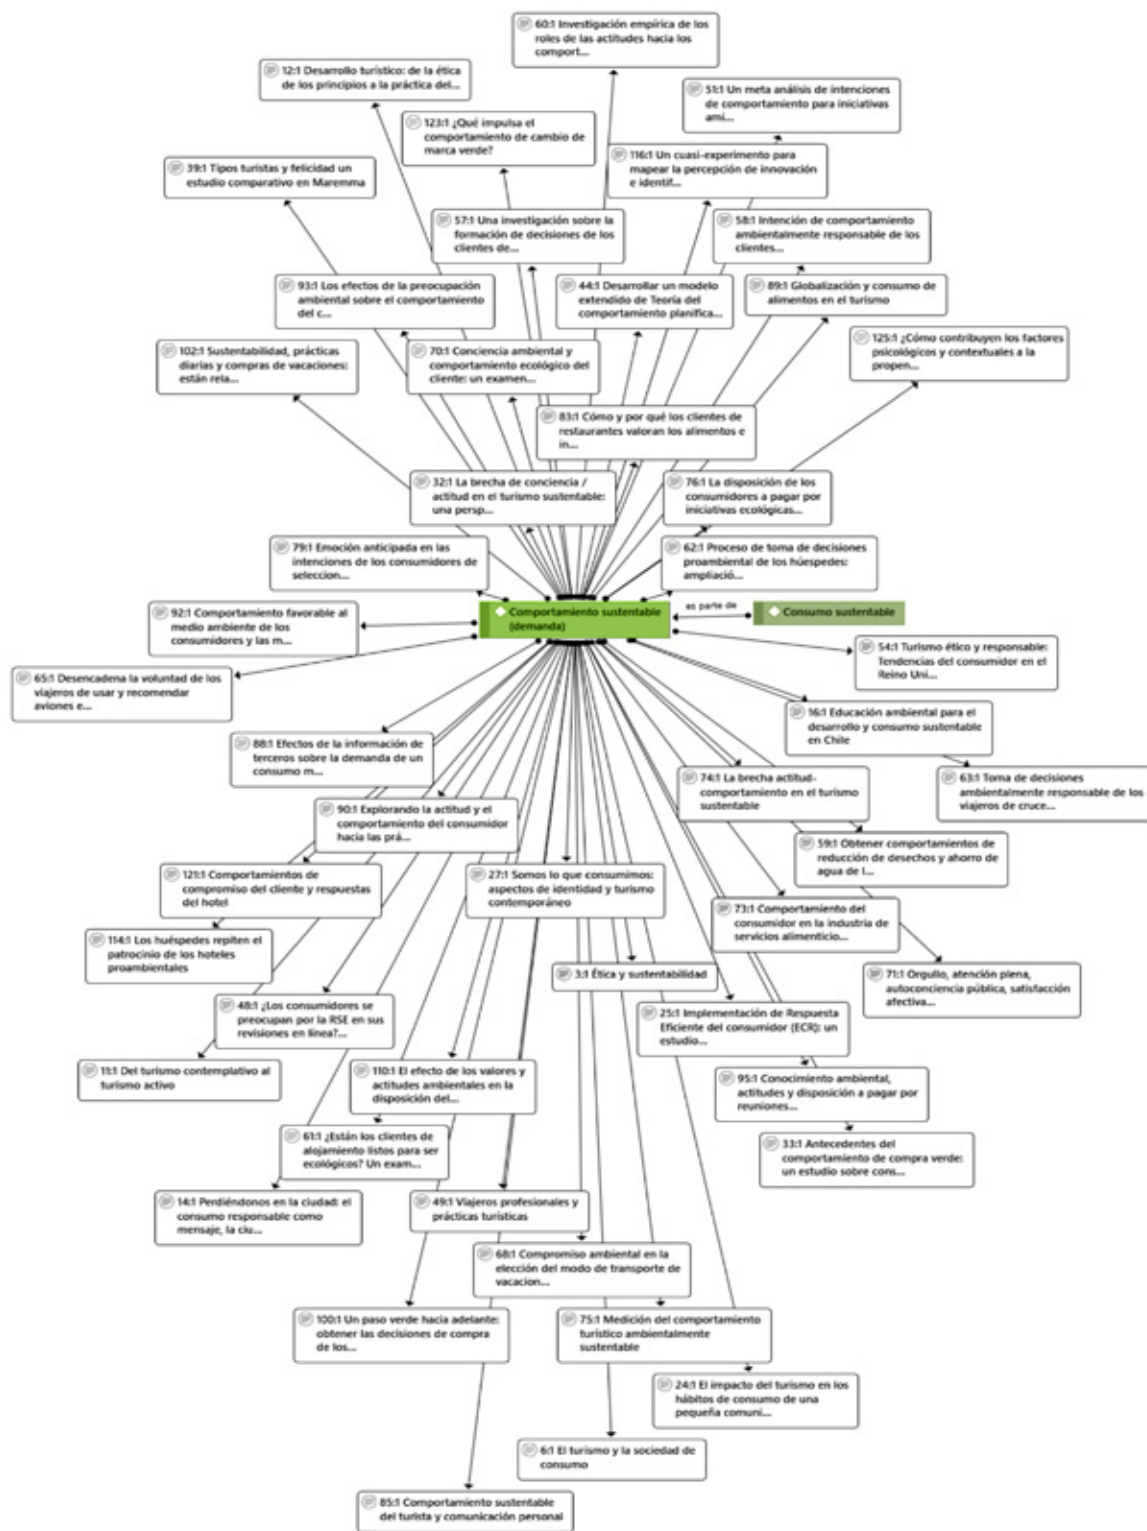 60:1 Investigación empírica de los
roles de las actitudes hacia los
comport...
12:1 Desarrollo turístico: de la ética
de los principios a la práctica del...
51:1 Un meta análisis de intenciones
de comportamiento para iniciativas
ami...
123:1 ¿Qué impulsa el
comportamiento de cambio de
marca verde?
116:1 Un cuasi-experimento para
mapear la percepción de innovación
e identif...
39:1 Tipos turistas y felicidad un
estudio comparativo en Maremma
57:1 Una investigación sobre la
formación de decisiones de los
clientes de...
58:1 Intención de comportamiento
ambientalmente responsable de los
clientes...
93:1 Los efectos de la preocupación
ambiental sobre el comportamiento
del c...
44:1 Desarrollar un modelo
extendido de Teoría del
comportamiento planifica...
89:1 Globalización y consumo de
alimentos en el turismo
102:1 Sustentabilidad, prácticas
diarias y compras de vacaciones:
están rela...
70:1 Conciencia ambiental y
comportamiento ecológico del
cliente: un examen...
125:1 ¿Cómo contribuyen los factores
psicológicos y contextuales a la
propen...
83:1 Cómo y por qué los clientes de
restaurantes valoran los alimentos e
in...
32:1 La brecha de conciencia /
actitud en el turismo sustentable:
una persp...
76:1 La disposición de los
consumidores a pagar por
iniciativas ecológicas...
79:1 Emoción anticipada en las
intenciones de los consumidores de
seleccion...
62:1 Proceso de toma de decisiones
proambiental de los húespedes:
ampliació...
92:1 Comportamiento favorable al
medio ambiente de los
consumidores y las m...
Comportamiento sustentable
(demanda)
es parte de
Consumo sustentable
65:1 Desencadena la voluntad de los
viajeros de usar y recomendar
aviones e...
54:1 Turismo ético y responsable:
Tendencias del consumidor en el
Reino Uni...
16:1 Educación ambiental para el
desarrollo y consumo sustentable
en Chile
88:1 Efectos de la información de
terceros sobre la demanda de un
consumo m...
74:1 La brecha actitud-
comportamiento en el turismo
sustentable
63:1 Toma de decisiones
ambientalmente responsable de los
viajeros de cruce...
90:1 Explorando la actitud y el
comportamiento del consumidor
hacia las prá...
59:1 Obtener comportamientos de
reducción de desechos y ahorro de
agua de l...
121:1 Comportamientos de
compromiso del cliente y respuestas
del hotel
27:1 Somos lo que consumimos:
aspectos de identidad y turismo
contemporáneo
73:1 Comportamiento del
consumidor en la industria de
servicios alimenticio...
114:1 Los huéspedes repiten el
patrocinio de los hoteles
proambientales
3:1 Ética y sustentabilidad
71:1 Orgullo, atención plena,
autoconciencia pública, satisfacción
afectiva...
48:1 ¿Los consumidores se
preocupan por la RSE en sus
revisiones en línea?...
25:1 Implementación de Respuesta
Eficiente del consumidor (ECR): un
estudio...
11:1 Del turismo contemplativo al
turismo activo
110:1 El efecto de los valores y
actitudes ambientales en la
disposición del...
95:1 Conocimiento ambiental,
actitudes y disposición a pagar por
reuniones...
61:1 ¿Están los clientes de
alojamiento listos para ser
ecológicos? Un exam...
33:1 Antecedentes del
comportamiento de compra verde:
un estudio sobre cons...
14:1 Perdiéndonos en la ciudad: el
consumo responsable como
mensaje, la ciu...
49:1 Viajeros profesionales y
prácticas turísticas
68:1 Compromiso ambiental en la
elección del modo de transporte de
vacacion...
100:1 Un paso verde hacia adelante:
obtener las decisiones de compra
de los...
75:1 Medición del comportamiento
turístico ambientalmente
sustentable
24:1 El impacto del turismo en los
hábitos de consumo de una
pequeña comuni...
6:1 El turismo y la sociedad de
consumo
85:1 Comportamiento sustentable
del turista y comunicación personal